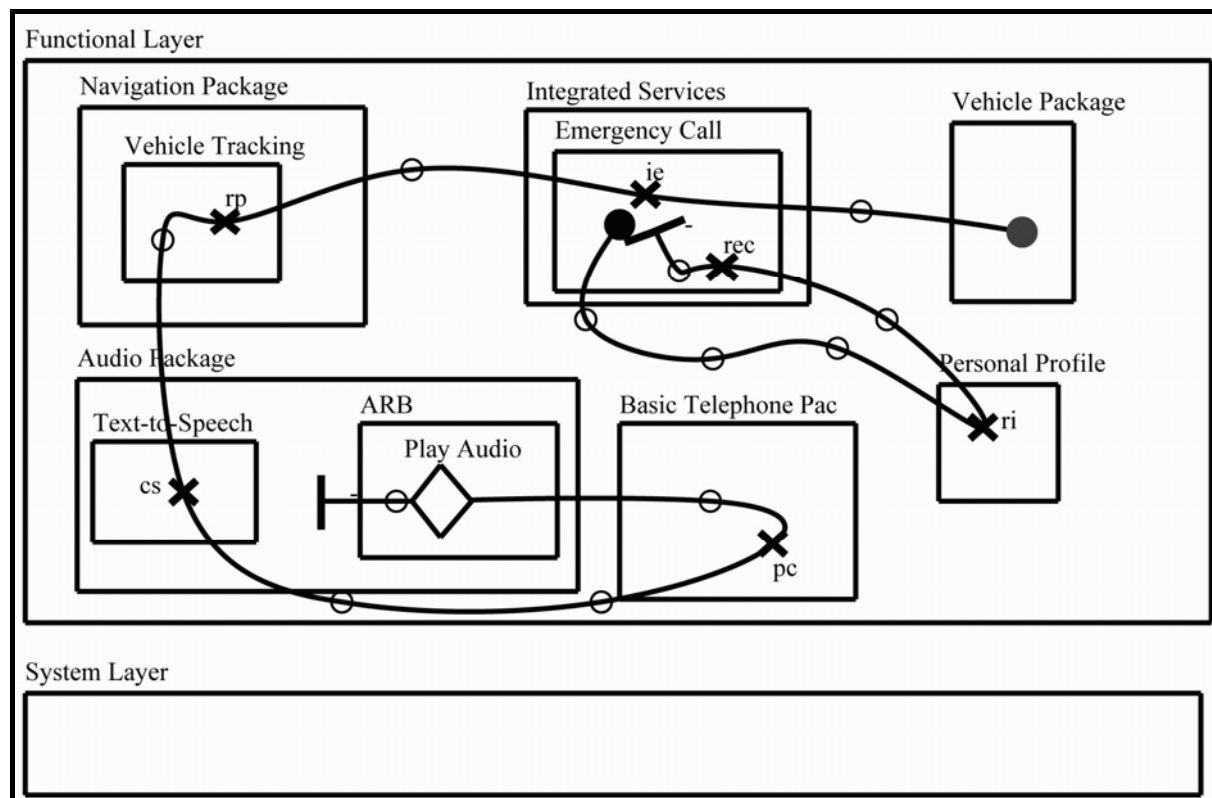 Functional Layer
Navigation Package
Integrated Services
Vehicle Package
Emergency Call
Vehicle Tracking
ie
rp
-
rec
Audio Package
Personal Profile
Text-to-Speech
ARB
Basic Telephone Pac
ri
Play Audio
cs
-
pc
System Layer